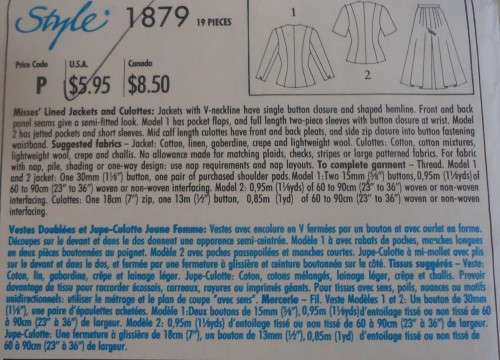 Style 1879 19 PIECES
1
2
Price Code U.S.A. Canada
P $5.95 $8.50
Misses' Lined Jackets and Culottes: Jackets with V-neckline have single button closure and shaped hemline. Front and back
panel seams give a semi-fitted look. Model 1 has pocket flaps, and full length two-piece sleeves with button closure at wrist. Model
2 has jetted pockets and short sleeves. Mid calf length culottes have front and back pleats, and side zip closure into button fastening
waistband. Suggested fabrics – Jacket: Cotton, linen, gaberdine, crepe and lightweight wool. Culottes: Cotton, cotton mixtures,
lightweight wool, crepe and challis. No allowance made for matching plaids, checks, stripes or large patterned fabrics. For fabric
with nap, pile, shading or one-way design: use nap requirements and nap layouts. To complete garment – Thread. Model 1
and 2 jacket: One 30mm (1⅛") button, one pair of purchased shoulder pads. Model 1: Two 15mm (⅝") buttons, 0,95m (1⅛yds) of
60 to 90cm (23" to 36") woven or non-woven interfacing. Model 2: 0,95m (1⅛yds) of 60 to 90cm (23" to 36") woven or non-woven
interfacing. Culottes: One 18cm (7") zip, one 13m (½") button, 0,85m (1yd) of 60 to 90cm (23" to 36") woven or non-woven
interfacing.
Vestes Doublées et Jupe-Culotte Jeune Femme: Vestes avec encolure en V fermées par un bouton et avec ourlet en forme.
Découpes sur le devant et dans le dos donnent une apparence semi-ceintrée. Modèle 1 a avec rabats de poches, manches longues
en deux pièces boutonnées au poignet. Modèle 2 avec poches passepoilées et manches courtes. Jupe-Culotte à mi-mollet avec plis
sur le devant et dans le dos, et fermée par une fermeture à glissière et ceinture boutonnée sur le côté. Tissus suggérés – Veste:
Coton, lin, gabardine, crêpe et lainage léger. Jupe-Culotte: Coton, cotons mélangés, lainage léger, crêpe et challis. Prevoir
davantage de tissu pour raccorder écossais, carreaux, rayures ou imprimés géants. Pour tissus avec sens, poils, nuances ou motifs
unidirectionnels: utiliser le métrage et le plan de coupe "avec sens". Mercerie – Fil. Veste Modèles 1 et 2: Un bouton de 30mm
(1⅛"), une paire d'épaulettes achetées. Modèle 1: Deux boutons de 15mm (⅝"), 0,95m (1⅛yds) d'entoilage tissé ou non tissé de 60
à 90cm (23" à 36") de largeur. Modèle 2: 0,95m (1⅛yds) d'entoilage tissé ou non tissé de 60 à 90cm (23" à 36") de largeur.
Jupe-Culotte: Une fermeture à glissière de 18cm (7"), un bouton de 13mm (½"), 0,85m (1yd) d'entoilage tissé ou non tissé de
60 à 90cm (23" à 36") de largeur.